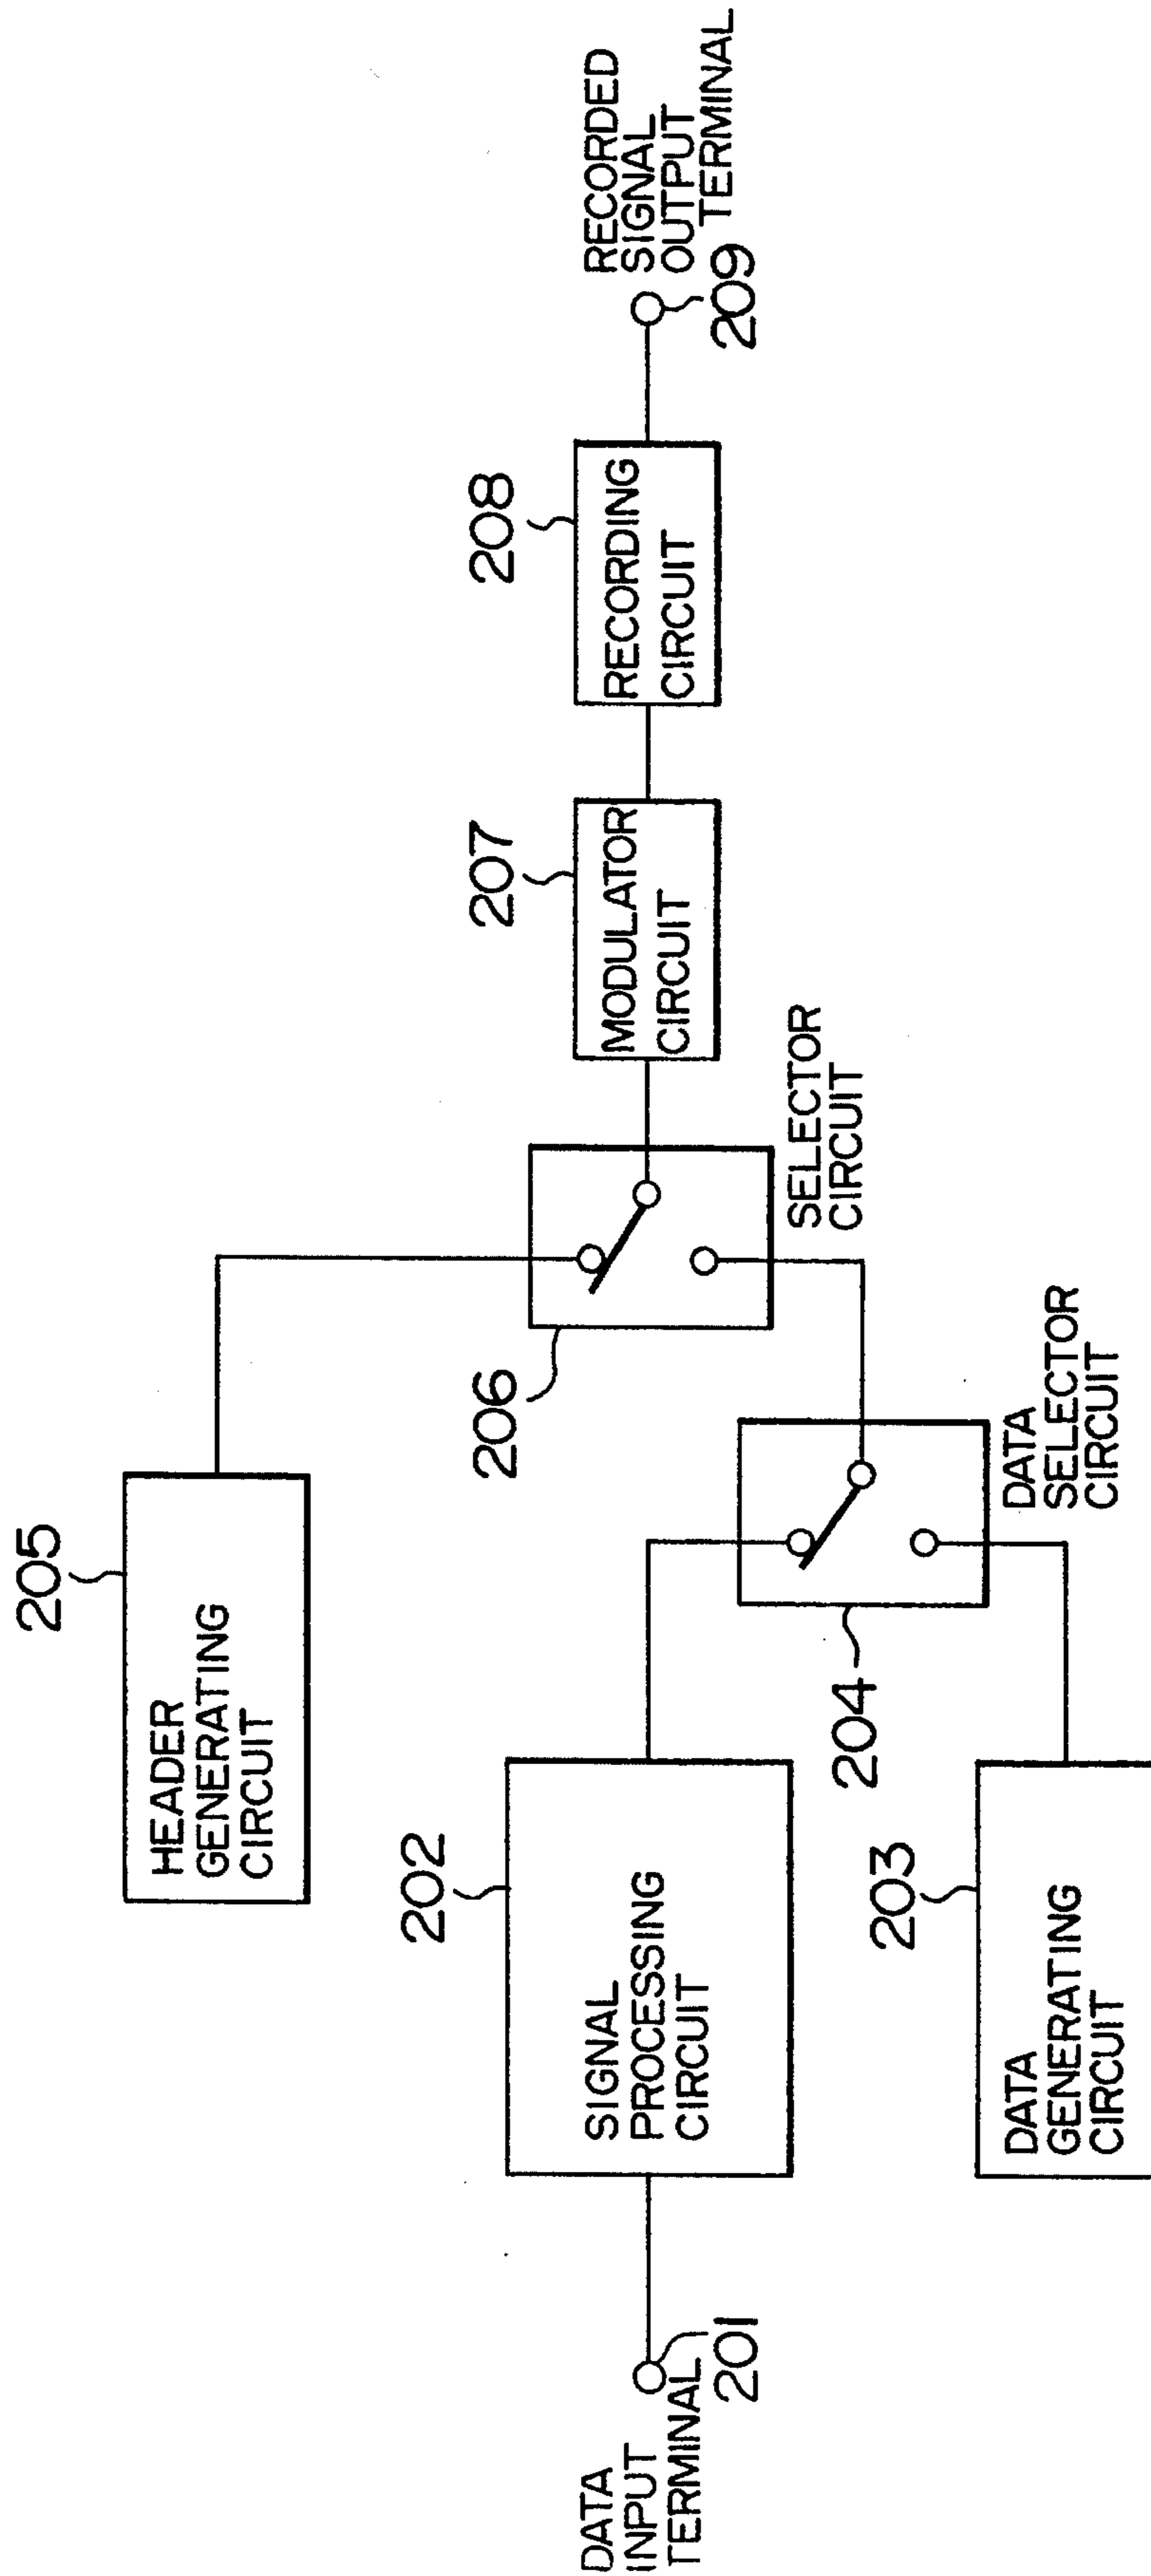 205
HEADER
GENERATING
CIRCUIT
206
SELECTOR
CIRCUIT
207
MODULATOR
CIRCUIT
208
RECORDING
CIRCUIT
RECORDED
SIGNAL
OUTPUT
TERMINAL
209
DATA
INPUT
TERMINAL
201
202
SIGNAL
PROCESSING
CIRCUIT
204
DATA
SELECTOR
CIRCUIT
203
DATA
GENERATING
CIRCUIT